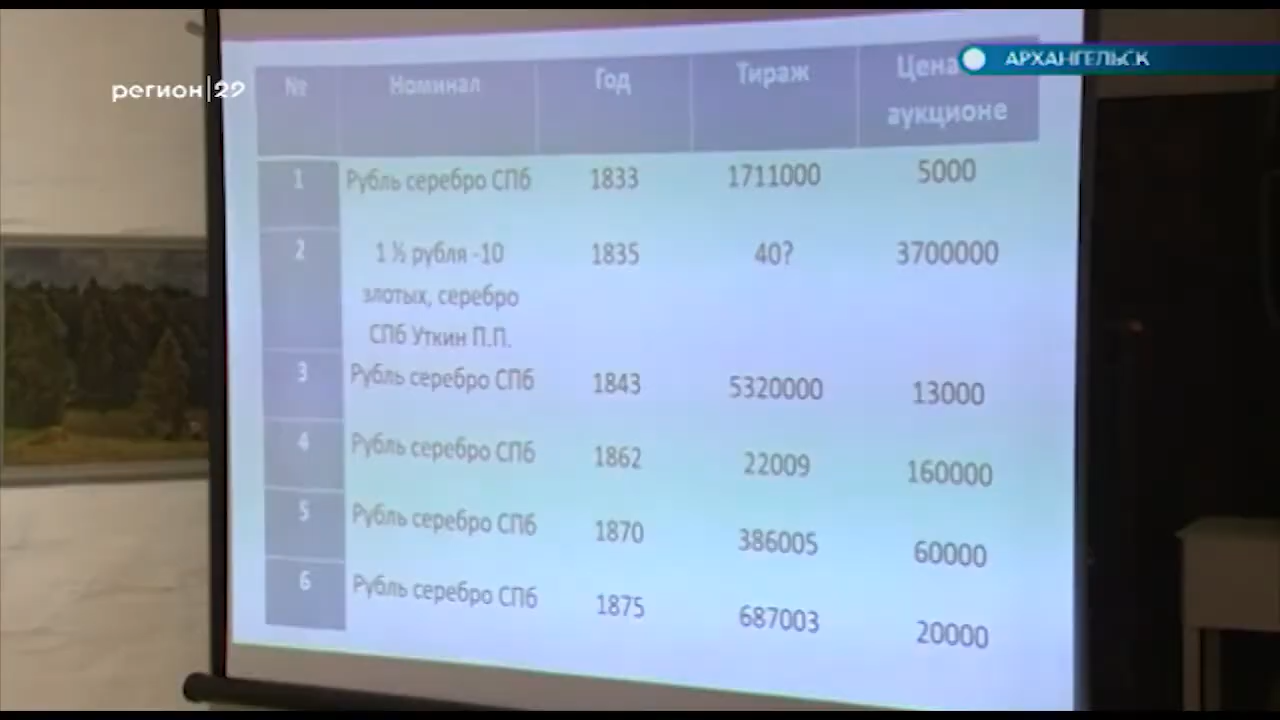 регион|29
АРХАНГЕЛЬСК
№ Номинал Год Тираж Цена
аукционе
1 Рубль серебро СПб 1833 1711000 5000
2 1 ½ рубля -10 1835 40? 3700000
злотых, серебро
СПб Уткин П.П.
3 Рубль серебро СПб 1843 5320000 13000
4 Рубль серебро СПб 1862 22009 160000
5 Рубль серебро СПб 1870 386005 60000
6 Рубль серебро СПб 1875 687003 20000